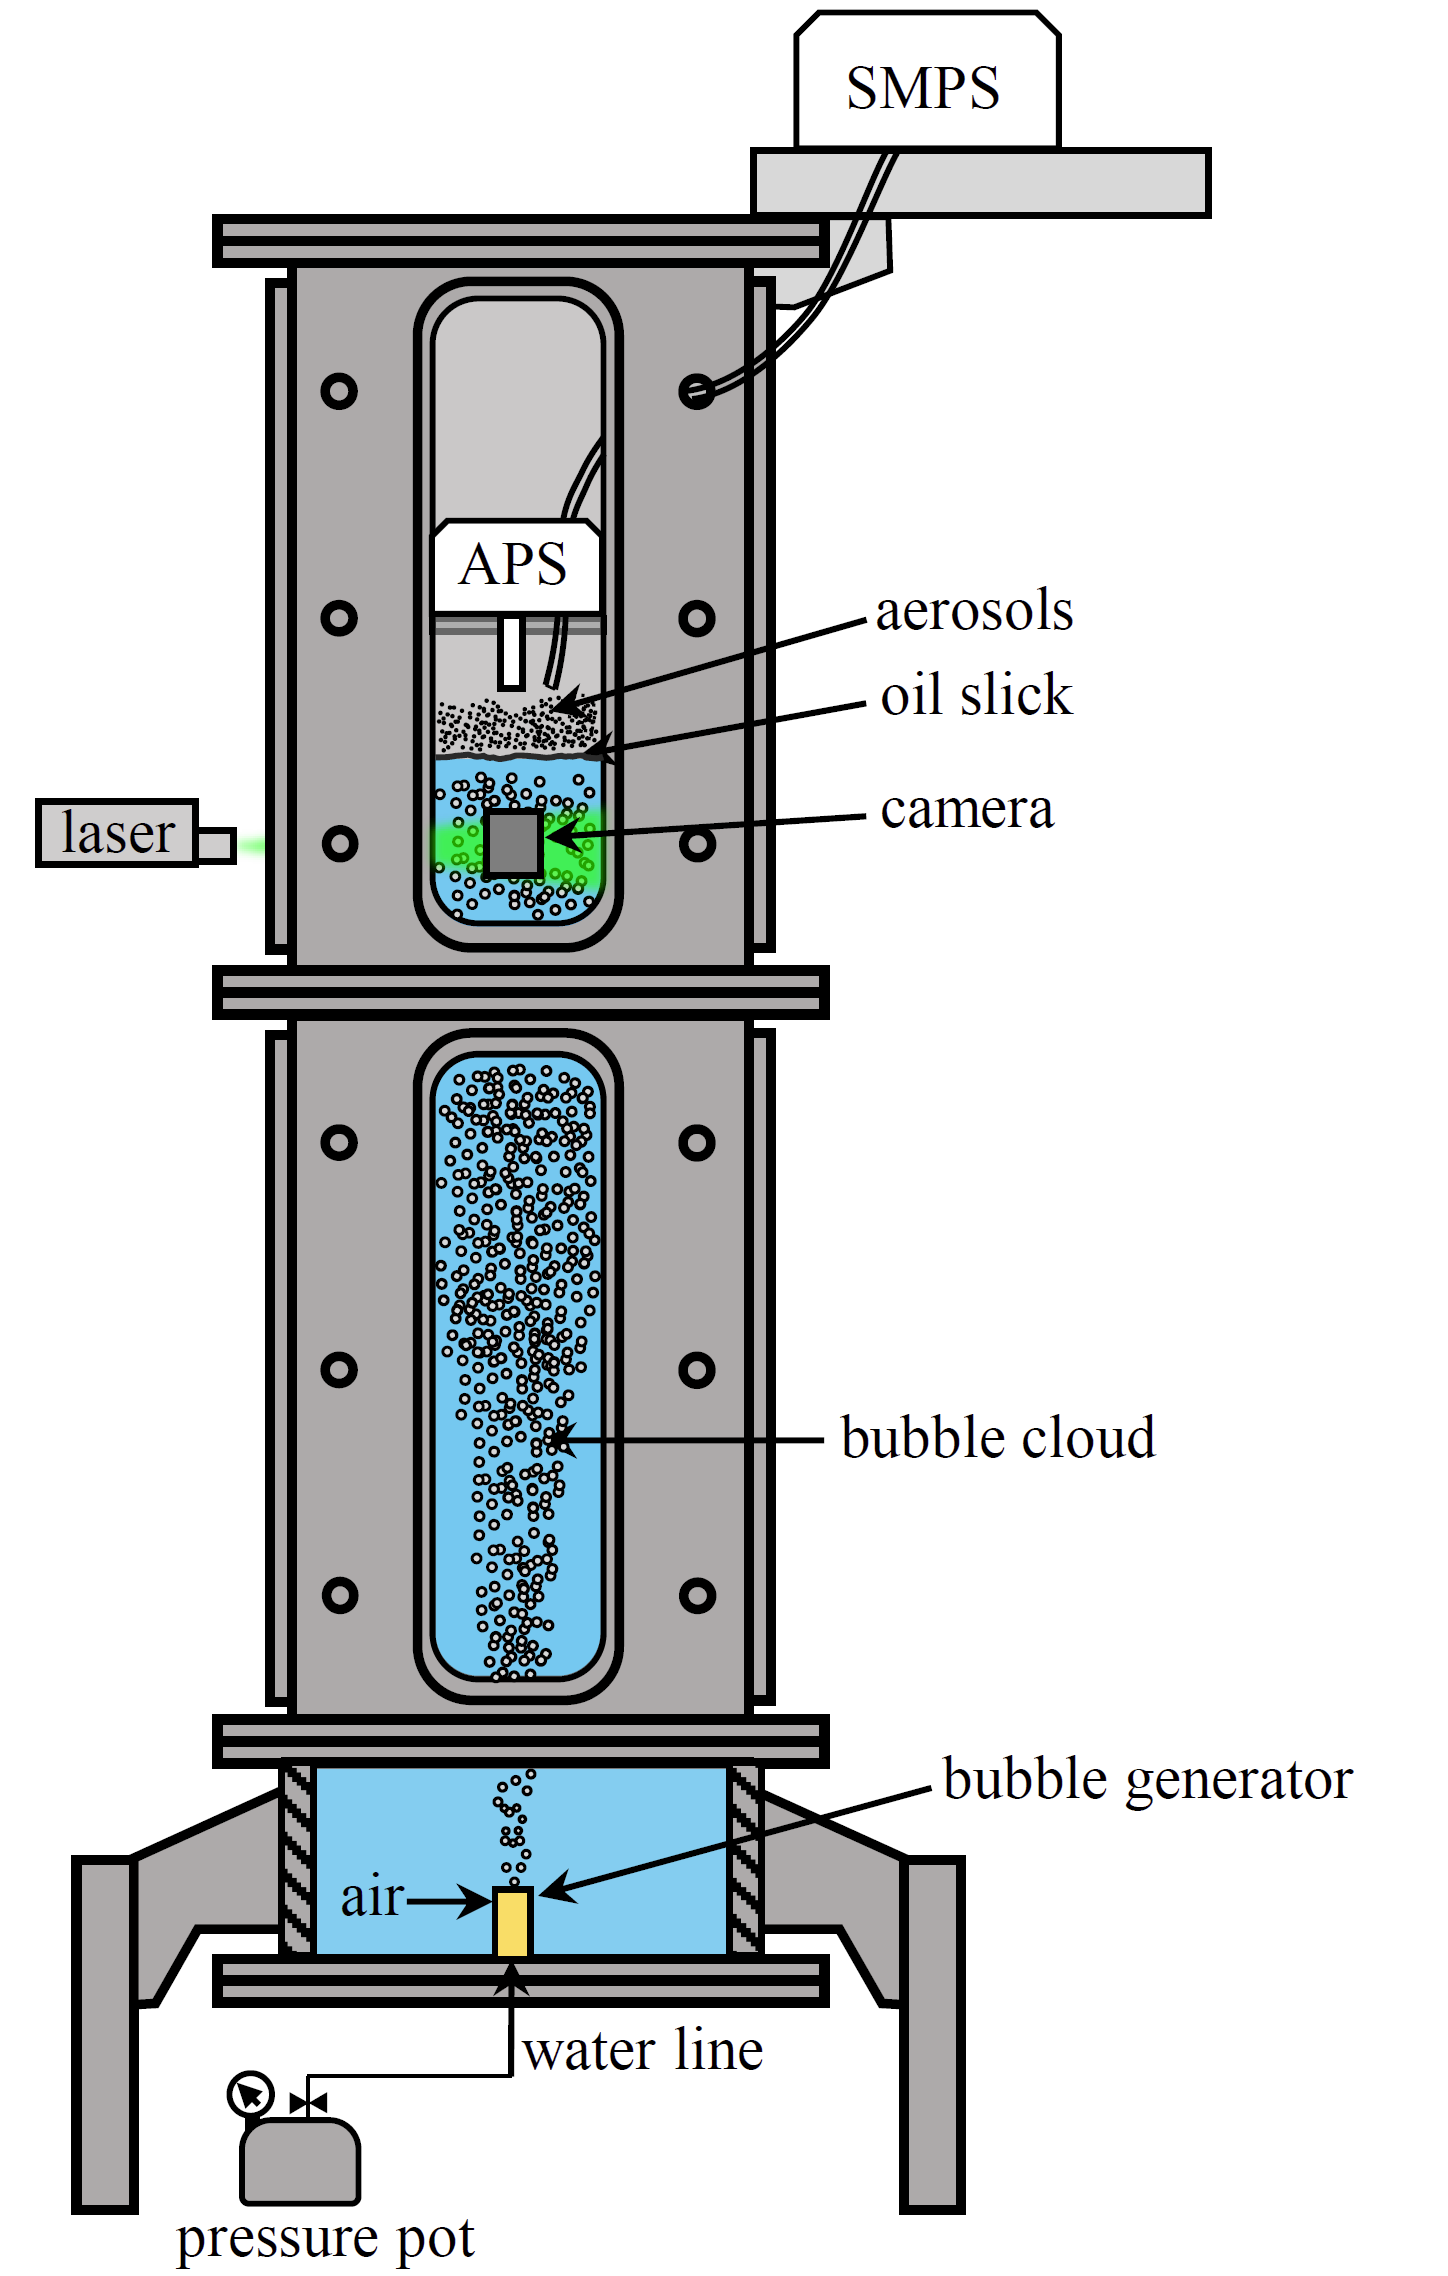 SMPS
APS
aerosols
oil slick
camera
laser
bubble cloud
bubble generator
air
water line
pressure pot